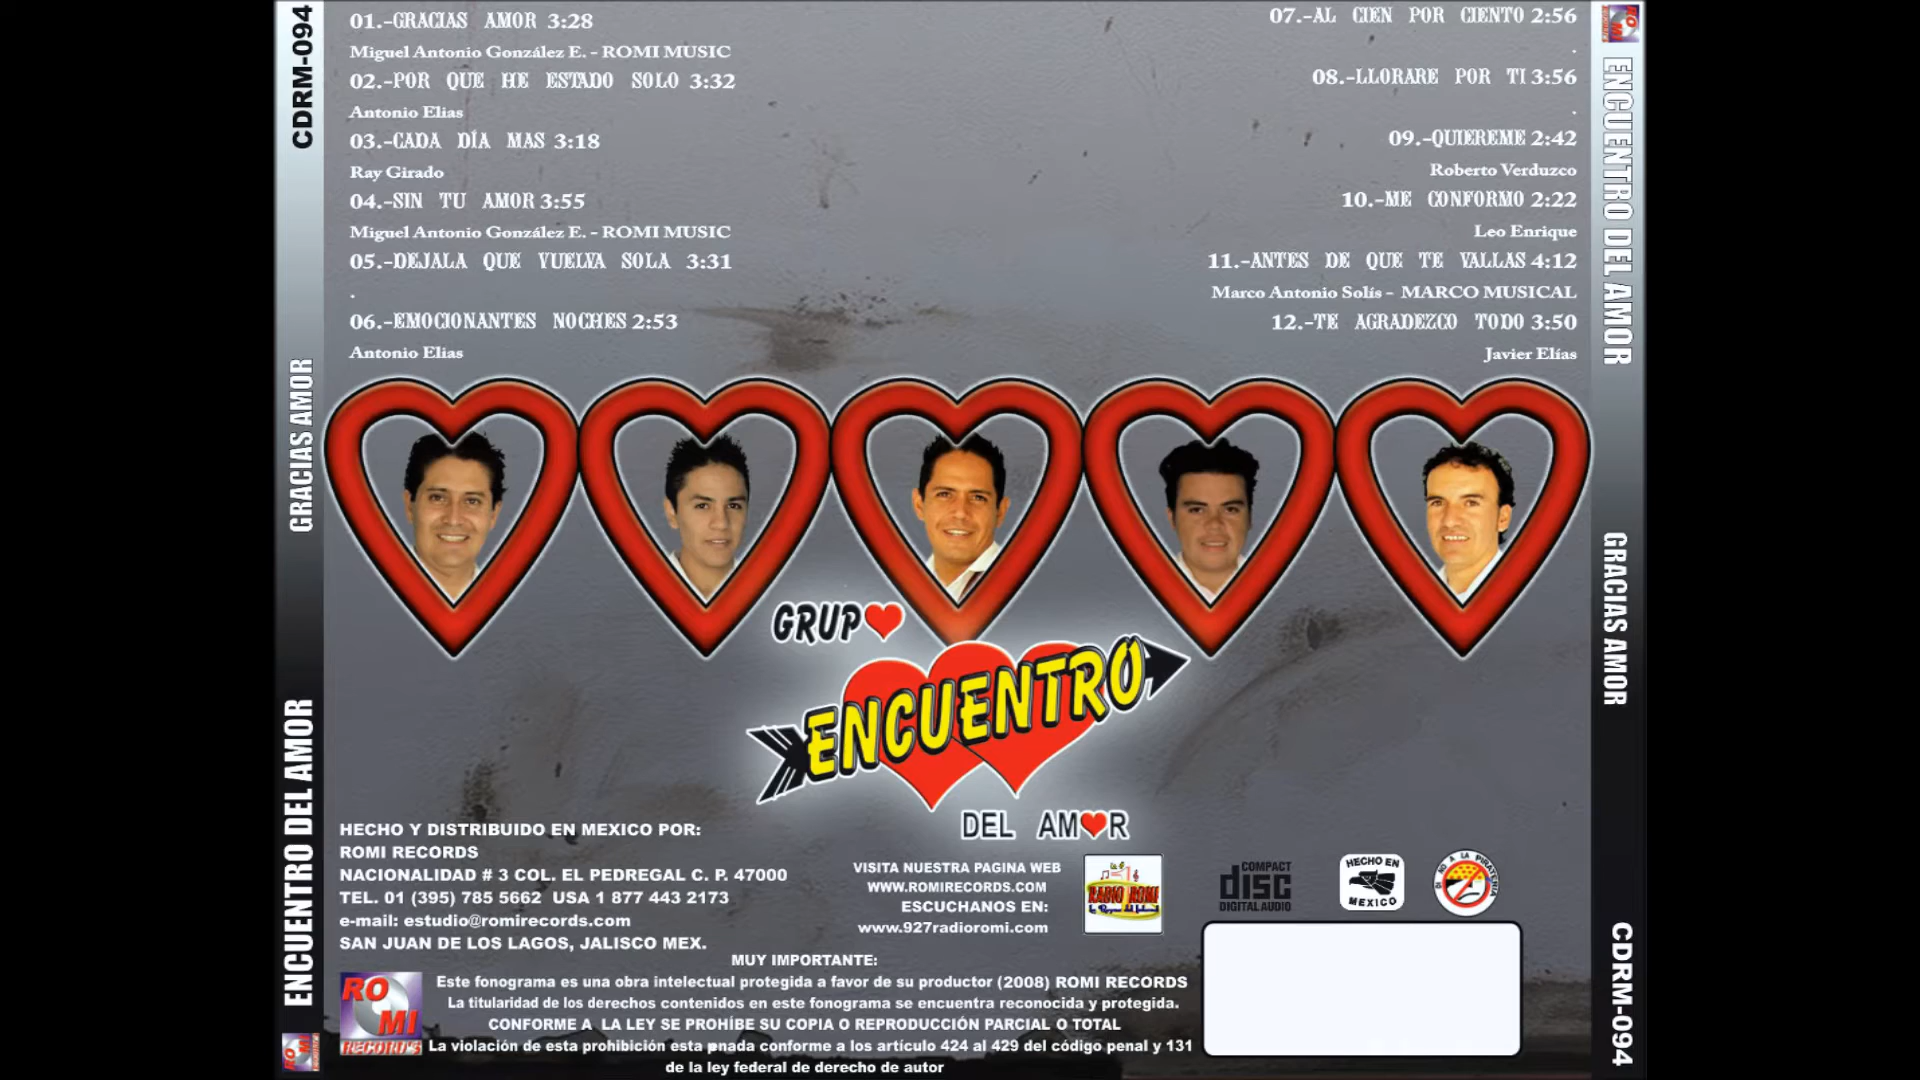 CDRM-094
GRACIAS AMOR
ENCUENTRO DEL AMOR
01.-GRACIAS AMOR 3:28
Miguel Antonio González E. - ROMI MUSIC
02.-POR QUE HE ESTADO SOLO 3:32
Antonio Elias
03.-CADA DÍA MAS 3:18
Ray Girado
04.-SIN TU AMOR 3:55
Miguel Antonio González E. - ROMI MUSIC
05.-DEJALA QUE VUELVA SOLA 3:31
.
06.-EMOCIONANTES NOCHES 2:53
Antonio Elias
07.-AL CIEN POR CIENTO 2:56
.
08.-LLORARE POR TI 3:56
.
09.-QUIEREME 2:42
Roberto Verduzco
10.-ME CONFORMO 2:22
Leo Enrique
11.-ANTES DE QUE TE VALLAS 4:12
Marco Antonio Solís - MARCO MUSICAL
12.-TE AGRADEZCO TODO 3:50
Javier Elías
GRUPO
ENCUENTRO
DEL AMOR
HECHO Y DISTRIBUIDO EN MEXICO POR:
ROMI RECORDS
NACIONALIDAD # 3 COL. EL PEDREGAL C. P. 47000
TEL. 01 (395) 785 5662 USA 1 877 443 2173
e-mail: estudio@romirecords.com
SAN JUAN DE LOS LAGOS, JALISCO MEX.
VISITA NUESTRA PAGINA WEB
WWW.ROMIRECORDS.COM
ESCUCHANOS EN:
www.927radioromi.com
RADIO ROMI
COMPACT
disc
DIGITAL AUDIO
HECHO EN
MEXICO
DI NO A LA PIRATERIA
MUY IMPORTANTE:
Este fonograma es una obra intelectual protegida a favor de su productor (2008) ROMI RECORDS
La titularidad de los derechos contenidos en este fonograma se encuentra reconocida y protegida.
CONFORME A LA LEY SE PROHÍBE SU COPIA O REPRODUCCIÓN PARCIAL O TOTAL
La violación de esta prohibición esta penada conforme a los artículo 424 al 429 del código penal y 131
de la ley federal de derecho de autor
ROMI
RECORDS
ROMI
ROMI
ENCUENTRO DEL AMOR
GRACIAS AMOR
CDRM-094